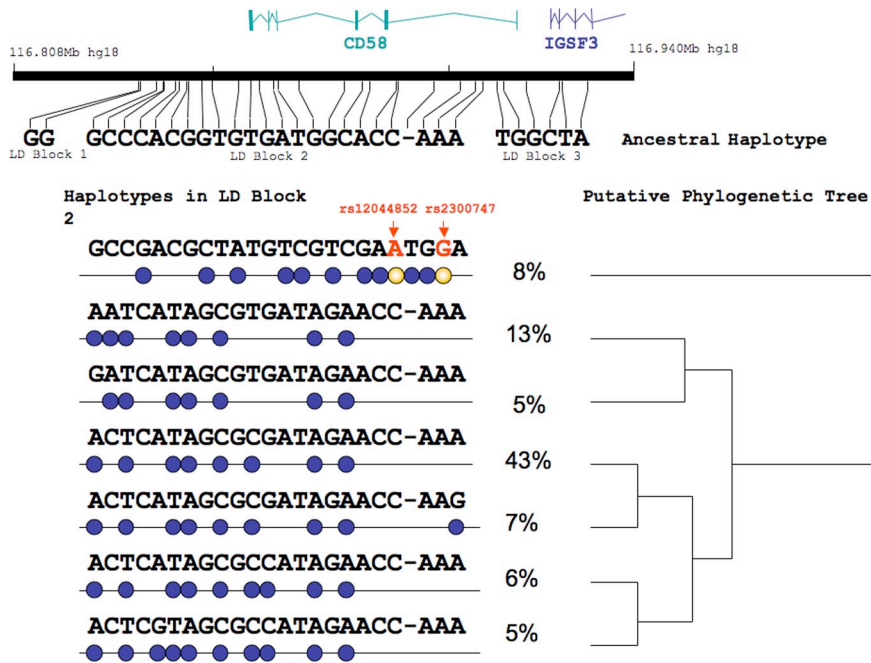 CD58 IGSF3
116.808Mb hg18 116.940Mb hg18
GG GCCCACGGTGTGATGGCACC-AAA TGGCTA Ancestral Haplotype
LD Block 1 LD Block 2 LD Block 3
Haplotypes in LD Block 2
Putative Phylogenetic Tree
rs12044852 rs2300747
GCCGACGCTATGTCGTCGAATGGA 8%
AATCATAGCGTGATAGAACC-AAA 13%
GATCATAGCGTGATAGAACC-AAA 5%
ACTCATAGCGCGATAGAACC-AAA 43%
ACTCATAGCGCGATAGAACC-AAG 7%
ACTCATAGCGCCATAGAACC-AAA 6%
ACTCGTAGCGCCATAGAACC-AAA 5%